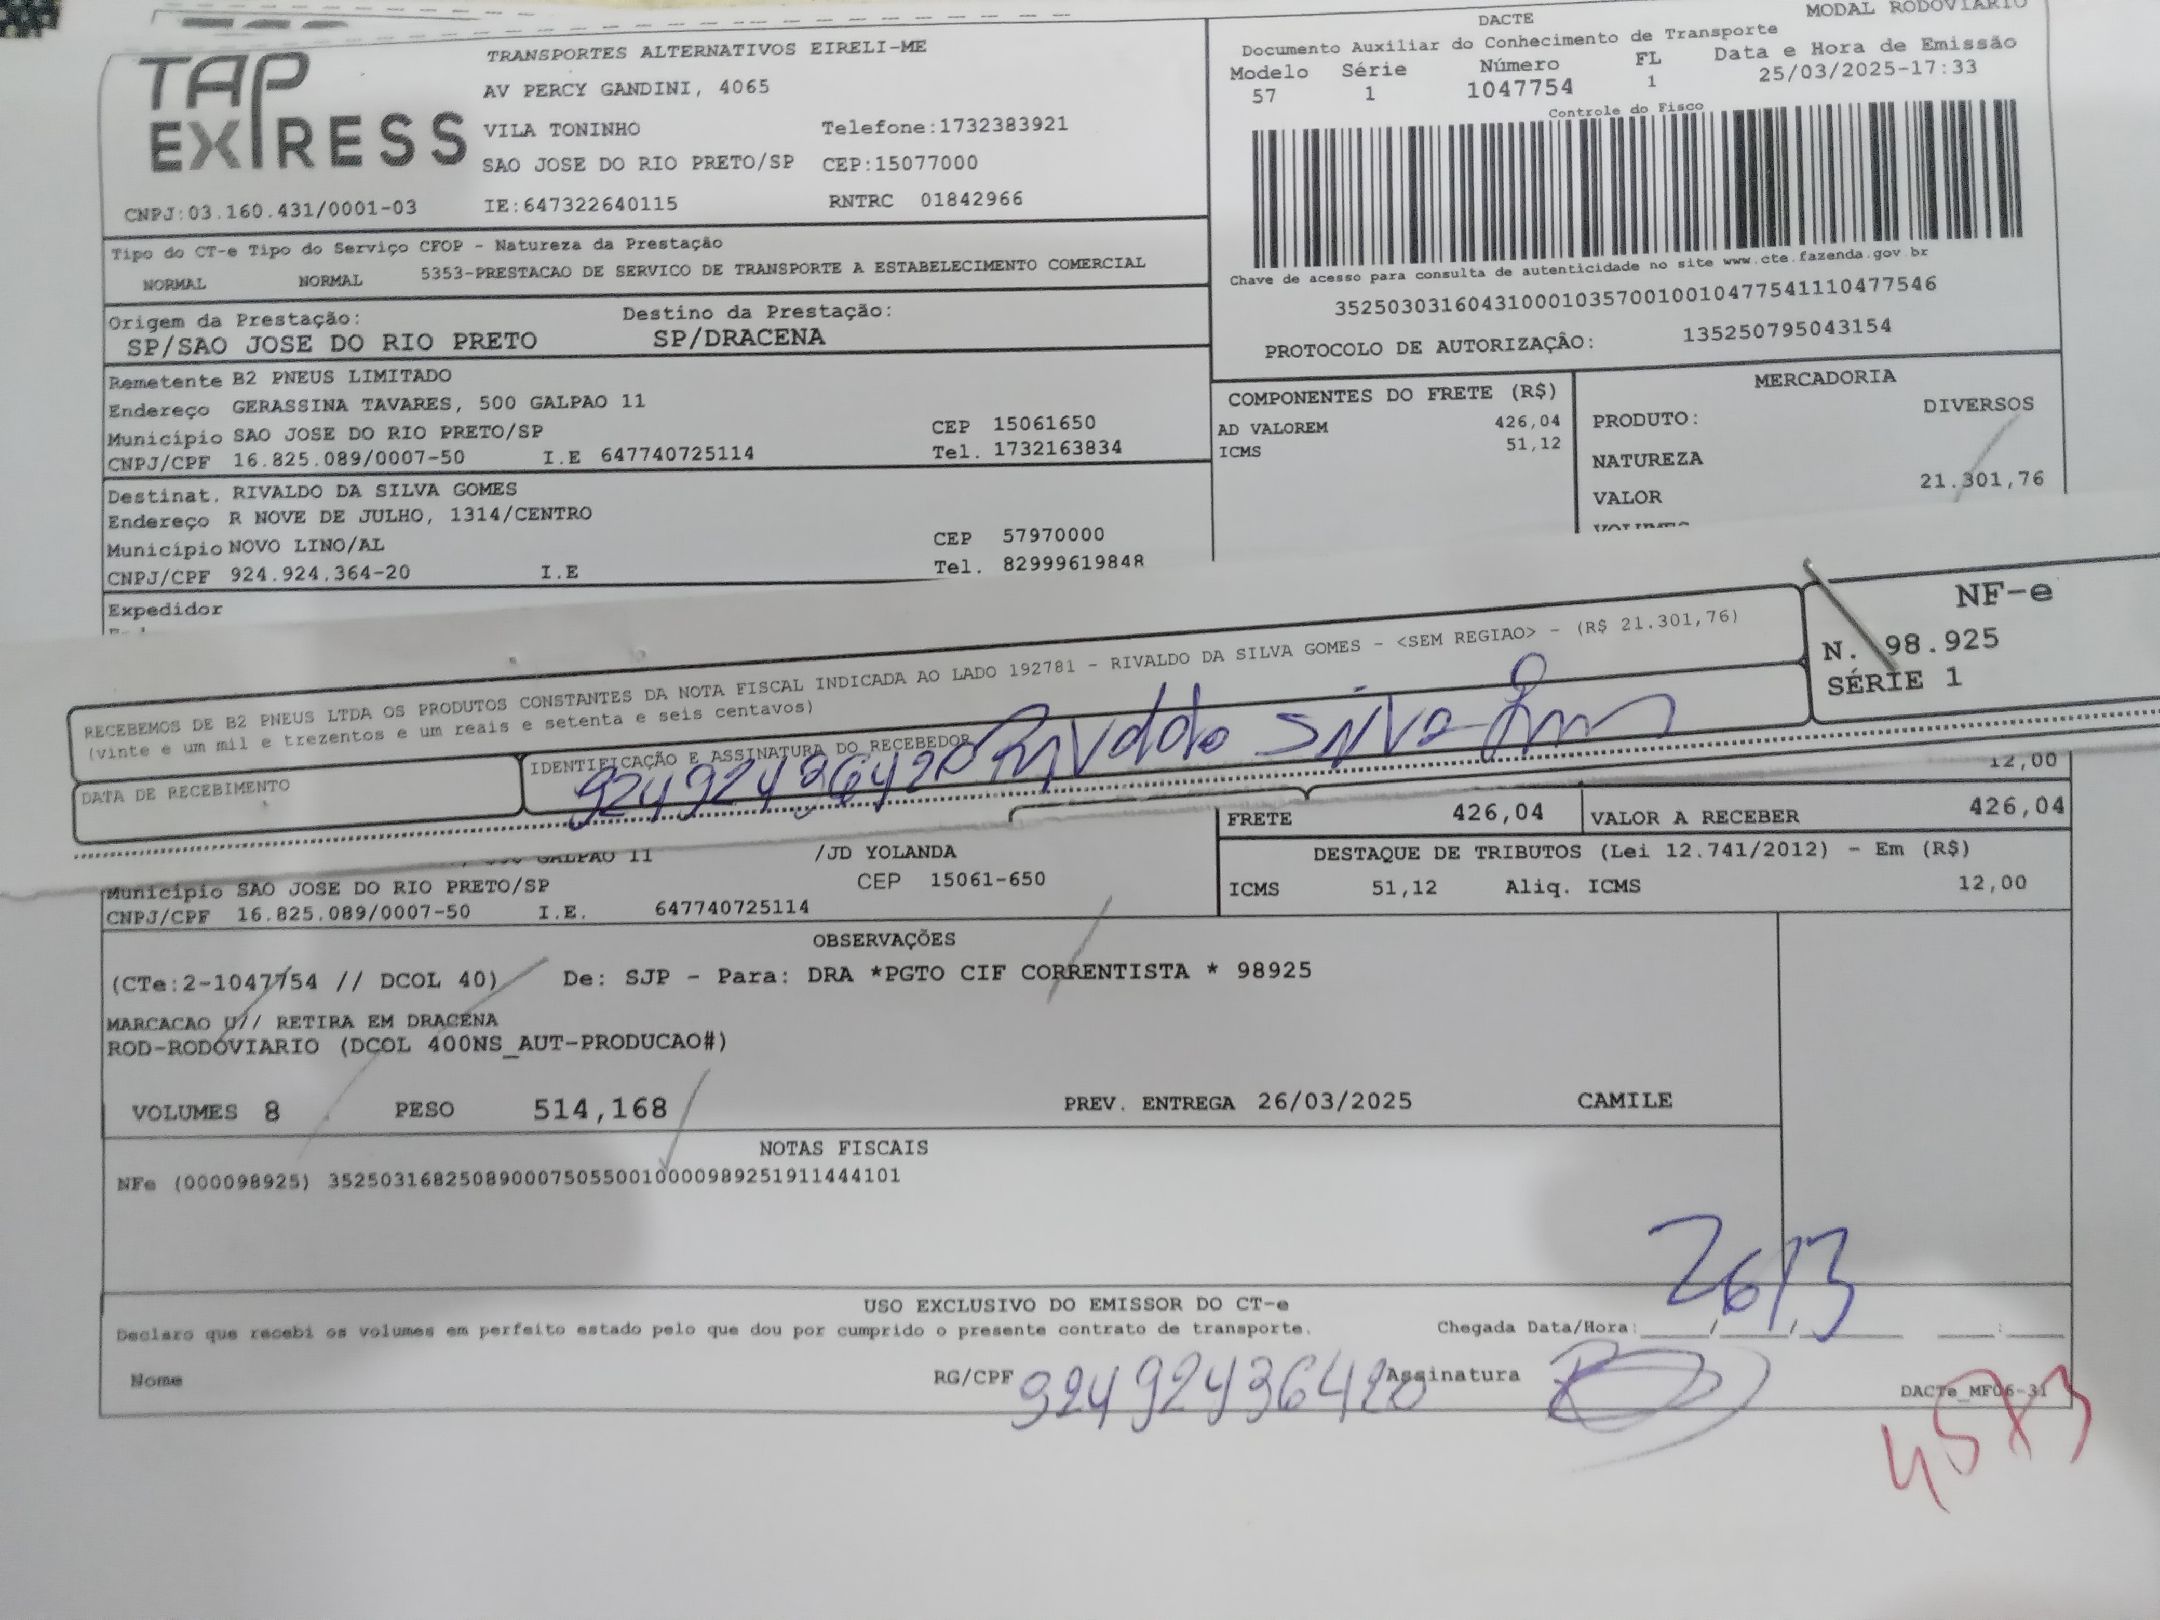 TAP EXPRESS
TRANSPORTES ALTERNATIVOS EIRELI-ME
AV PERCY GANDINI, 4065
VILA TONINHO Telefone:1732383921
SAO JOSE DO RIO PRETO/SP CEP:15077000
CNPJ:03.160.431/0001-03 IE:647322640115 RNTRC 01842966
DACTE MODAL RODOVIARIO
Documento Auxiliar do Conhecimento de Transporte
Modelo Série Número FL Data e Hora de Emissão
57 1 1047754 1 25/03/2025-17:33
Controle do Fisco
Chave de acesso para consulta de autenticidade no site www.cte.fazenda.gov.br
35250303160431000103570010010477541110477546
PROTOCOLO DE AUTORIZAÇÂO: 135250795043154
Tipo do CT-e Tipo do Serviço CFOP - Natureza da Prestação
NORMAL NORMAL 5353-PRESTACAO DE SERVICO DE TRANSPORTE A ESTABELECIMENTO COMERCIAL
Origem da Prestação: Destino da Prestação:
SP/SAO JOSE DO RIO PRETO SP/DRACENA
Remetente B2 PNEUS LIMITADO
Endereço GERASSINA TAVARES, 500 GALPAO 11
Município SAO JOSE DO RIO PRETO/SP CEP 15061650
CNPJ/CPF 16.825.089/0007-50 I.E 647740725114 Tel. 1732163834
Destinat. RIVALDO DA SILVA GOMES
Endereço R NOVE DE JULHO, 1314/CENTRO
Município NOVO LINO/AL CEP 57970000
CNPJ/CPF 924.924.364-20 I.E Tel. 82999619848
Expedidor
COMPONENTES DO FRETE (R$)
AD VALOREM 426,04
ICMS 51,12
MERCADORIA
PRODUTO: DIVERSOS
NATUREZA
VALOR 21.301,76
RECEBEMOS DE B2 PNEUS LTDA OS PRODUTOS CONSTANTES DA NOTA FISCAL INDICADA AO LADO 192781 - RIVALDO DA SILVA GOMES - <SEM REGIAO> - (R$ 21.301,76)
(vinte e um mil e trezentos e um reais e setenta e seis centavos)
DATA DE RECEBIMENTO
IDENTIFICAÇÃO E ASSINATURA DO RECEBEDOR
92492436420 Rivaldo Silva
NF-e
N. 98.925
SÉRIE 1
12,00
FRETE 426,04 VALOR A RECEBER 426,04
DESTAQUE DE TRIBUTOS (Lei 12.741/2012) - Em (R$)
ICMS 51,12 Aliq. ICMS 12,00
GALPAO 11 /JD YOLANDA
Município SAO JOSE DO RIO PRETO/SP CEP 15061-650
CNPJ/CPF 16.825.089/0007-50 I.E. 647740725114
OBSERVAÇÕES
(CTe:2-1047754 // DCOL 40) De: SJP - Para: DRA *PGTO CIF CORRENTISTA * 98925
MARCACAO U// RETIRA EM DRACENA
ROD-RODOVIARIO (DCOL 400NS_AUT-PRODUCAO#)
VOLUMES 8 PESO 514,168 PREV. ENTREGA 26/03/2025 CAMILE
NOTAS FISCAIS
NFe (000098925) 35250316825089000750550010000989251911444101
26/3
USO EXCLUSIVO DO EMISSOR DO CT-e
Declaro que recebi os volumes em perfeito estado pelo que dou por cumprido o presente contrato de transporte. Chegada Data/Hora:____/____/____ ___:___
Nome RG/CPF 92492436420 Assinatura
DACTe_MF06-31